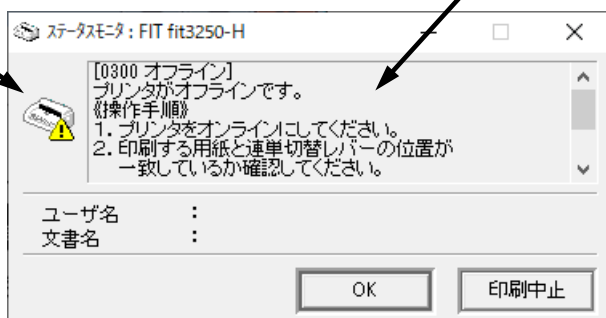 ステータスモニタ : FIT fit3250-H
[0300 オフライン]
プリンタがオフラインです。
《操作手順》
1. プリンタをオンラインにしてください。
2. 印刷する用紙と連単切替レバーの位置が
一致しているか確認してください。
ユーザ名 :
文書名 :
OK 印刷中止